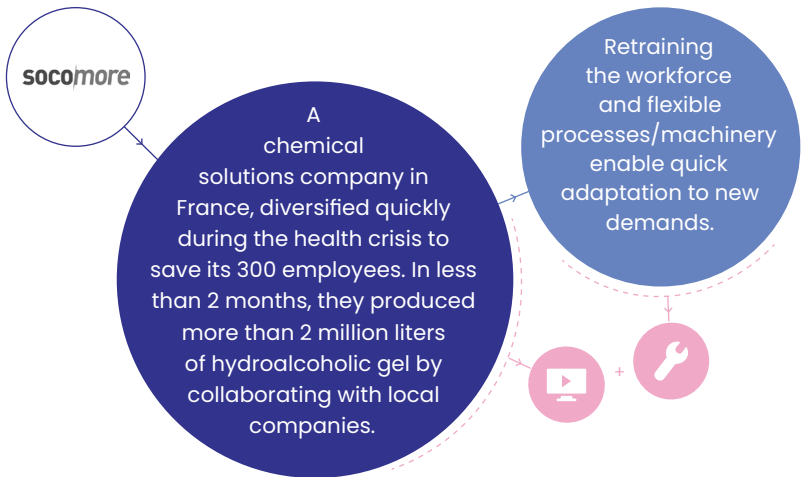 socomore
A
chemical
solutions company in
France, diversified quickly
during the health crisis to
save its 300 employees. In less
than 2 months, they produced
more than 2 million liters
of hydroalcoholic gel by
collaborating with local
companies.
Retraining
the workforce
and flexible
processes/machinery
enable quick
adaptation to new
demands.
+